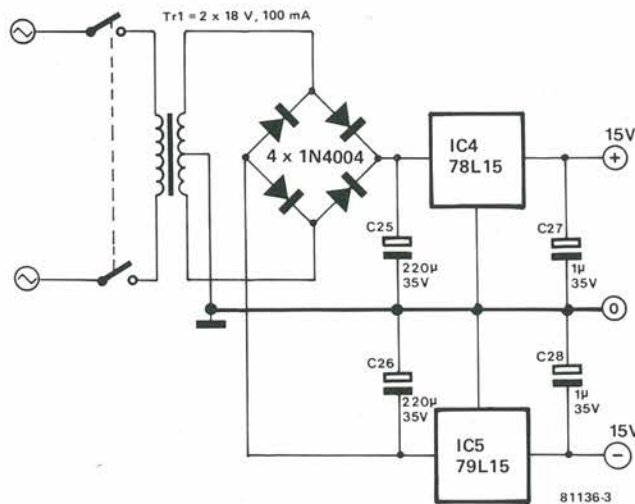 Tr1 = 2 x 18 V, 100 mA
4 x 1N4004
IC4
78L15
15V
+
C25
220µ
35V
C27
1µ
35V
0
C26
220µ
35V
C28
1µ
35V
IC5
79L15
15V
−
81136-3